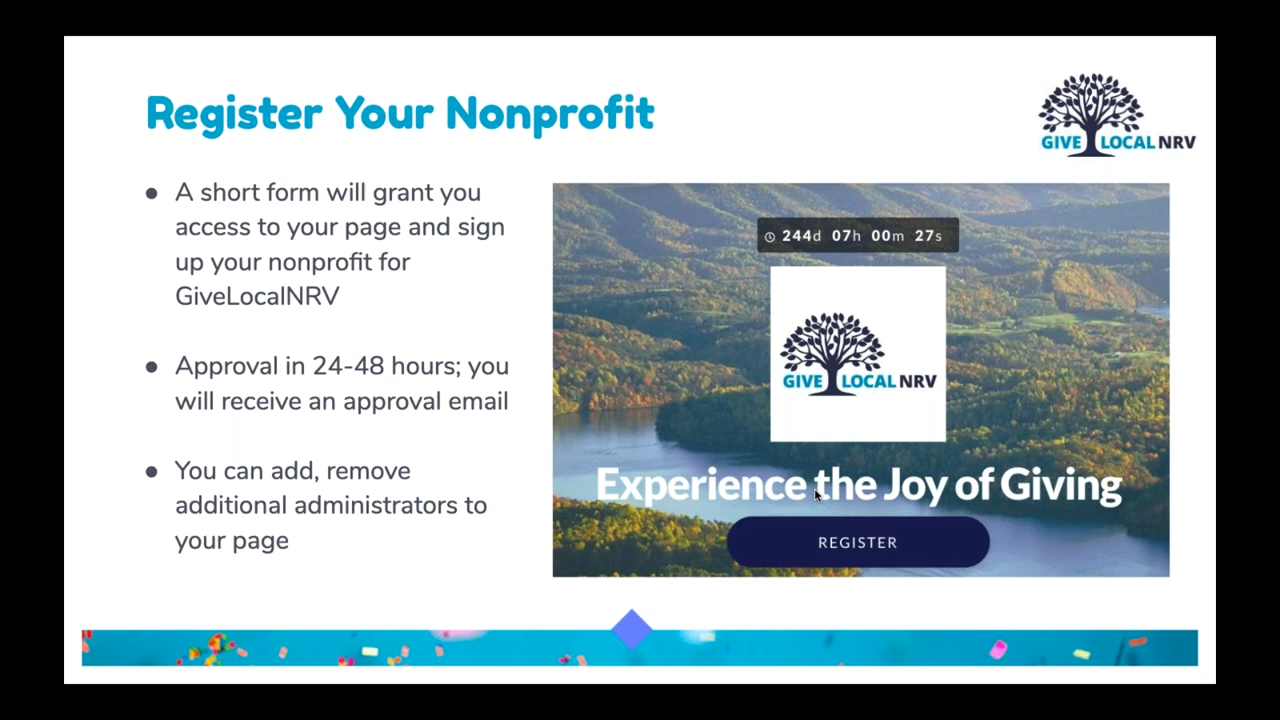 Register Your Nonprofit
GIVE LOCAL NRV
● A short form will grant you
access to your page and sign
up your nonprofit for
GiveLocalNRV
● Approval in 24-48 hours; you
will receive an approval email
● You can add, remove
additional administrators to
your page
244d 07h 00m 27s
GIVE LOCAL NRV
Experience the Joy of Giving
REGISTER